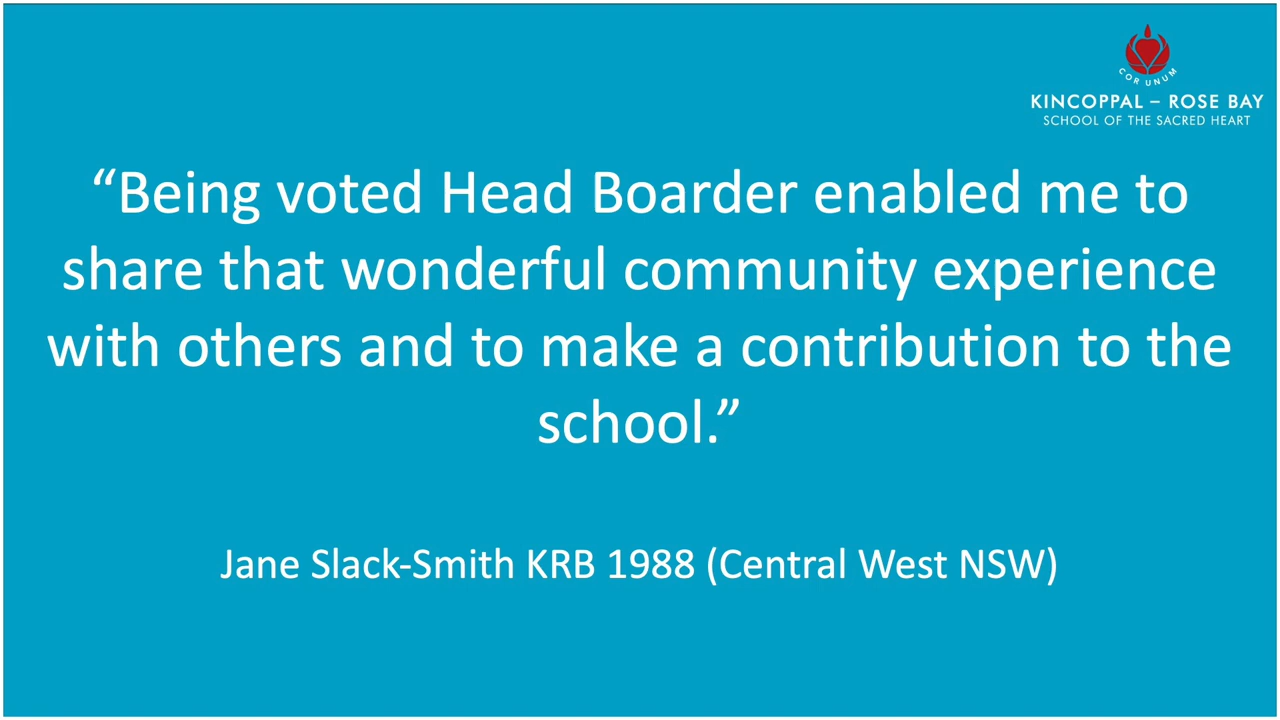 COR UNUM
KINCOPPAL – ROSE BAY
SCHOOL OF THE SACRED HEART
“Being voted Head Boarder enabled me to
share that wonderful community experience
with others and to make a contribution to the
school.”
Jane Slack-Smith KRB 1988 (Central West NSW)